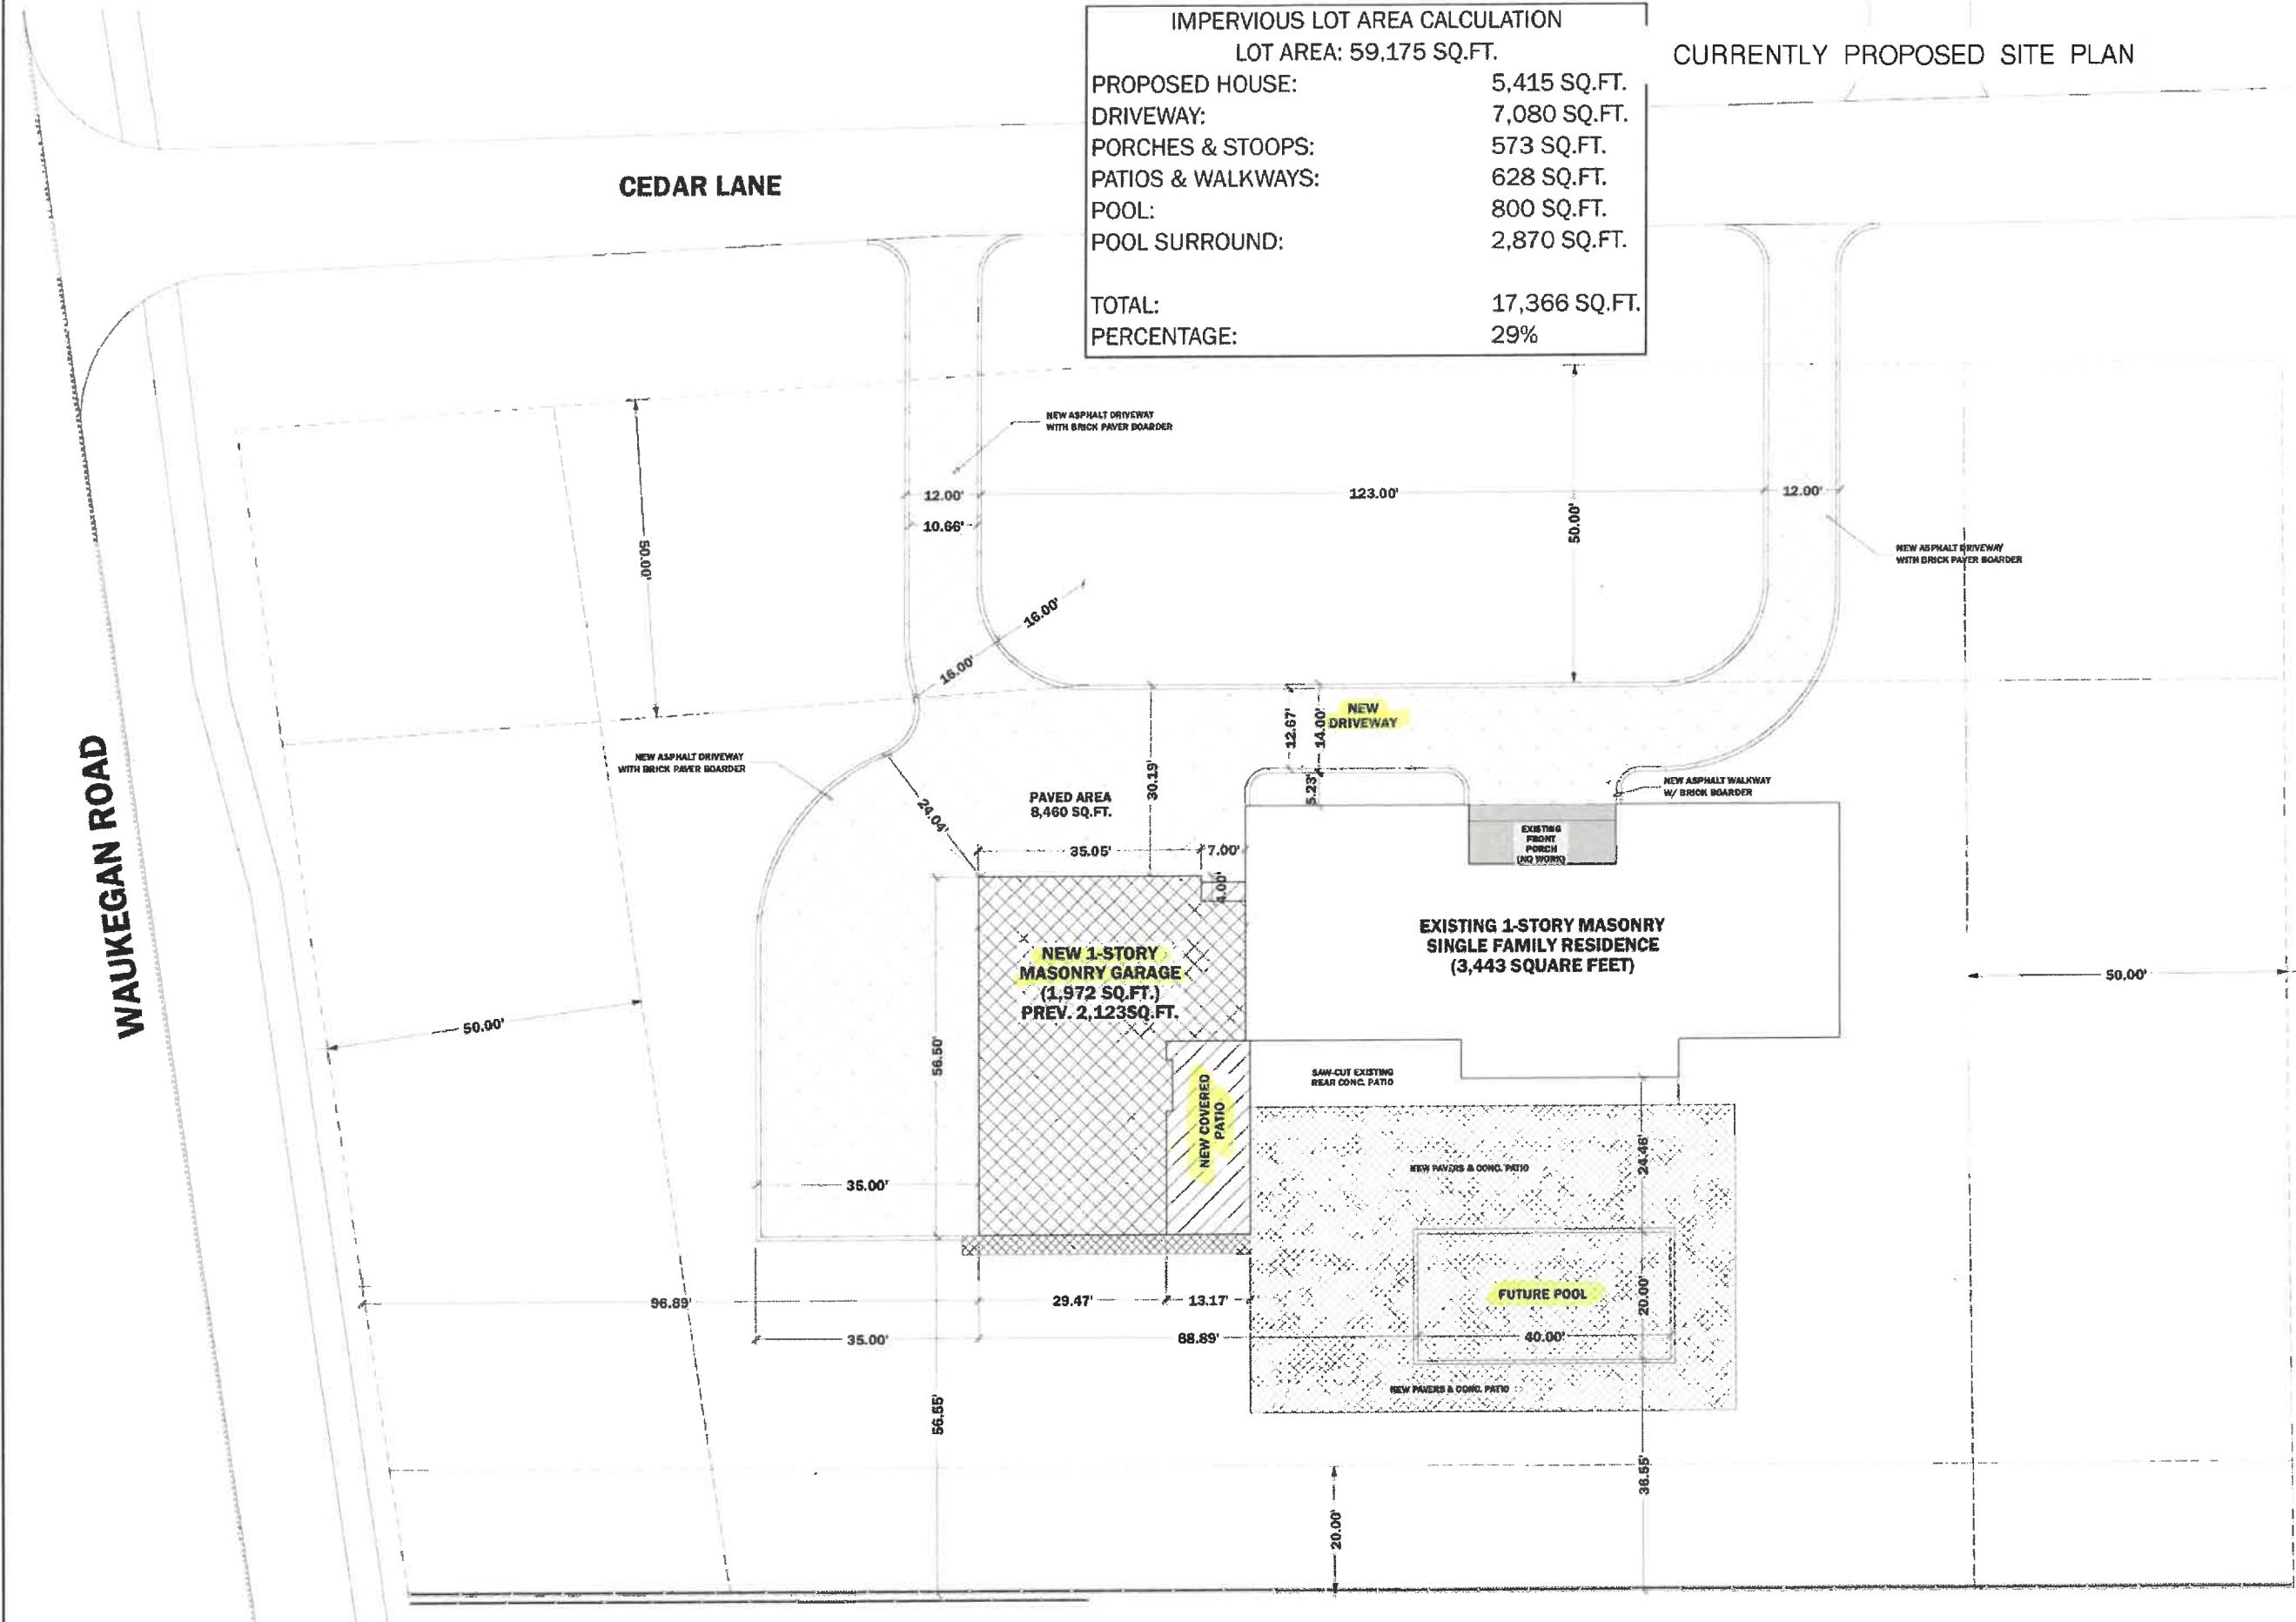 IMPERVIOUS LOT AREA CALCULATION
LOT AREA: 59,175 SQ.FT.
PROPOSED HOUSE: 5,415 SQ.FT.
DRIVEWAY: 7,080 SQ.FT.
PORCHES & STOOPS: 573 SQ.FT.
PATIOS & WALKWAYS: 628 SQ.FT.
POOL: 800 SQ.FT.
POOL SURROUND: 2,870 SQ.FT.
TOTAL: 17,366 SQ.FT.
PERCENTAGE: 29%
CURRENTLY PROPOSED SITE PLAN
CEDAR LANE
WAUKEGAN ROAD
NEW ASPHALT DRIVEWAY
WITH BRICK PAVER BOARDER
12.00'
123.00'
12.00'
10.66'
50.00'
50.00'
NEW ASPHALT DRIVEWAY
WITH BRICK PAVER BOARDER
16.00'
16.00'
NEW
DRIVEWAY
12.67'
14.00'
5.23'
30.19'
NEW ASPHALT DRIVEWAY
WITH BRICK PAVER BOARDER
NEW ASPHALT WALKWAY
W/ BRICK BOARDER
PAVED AREA
8,460 SQ.FT.
24.04'
35.05'
7.00'
4.00'
EXISTING
FRONT
PORCH
(NO WORK)
EXISTING 1-STORY MASONRY
SINGLE FAMILY RESIDENCE
(3,443 SQUARE FEET)
NEW 1-STORY
MASONRY GARAGE
(1,972 SQ.FT.)
PREV. 2,123SQ.FT.
50.00'
50.00'
56.50'
NEW COVERED
PATIO
SAW-CUT EXISTING
REAR CONC. PATIO
NEW PAVERS & CONC. PATIO
24.46'
35.00'
FUTURE POOL
20.00'
96.89'
29.47'
13.17'
35.00'
68.89'
40.00'
NEW PAVERS & CONC. PATIO
56.55'
36.55'
20.00'